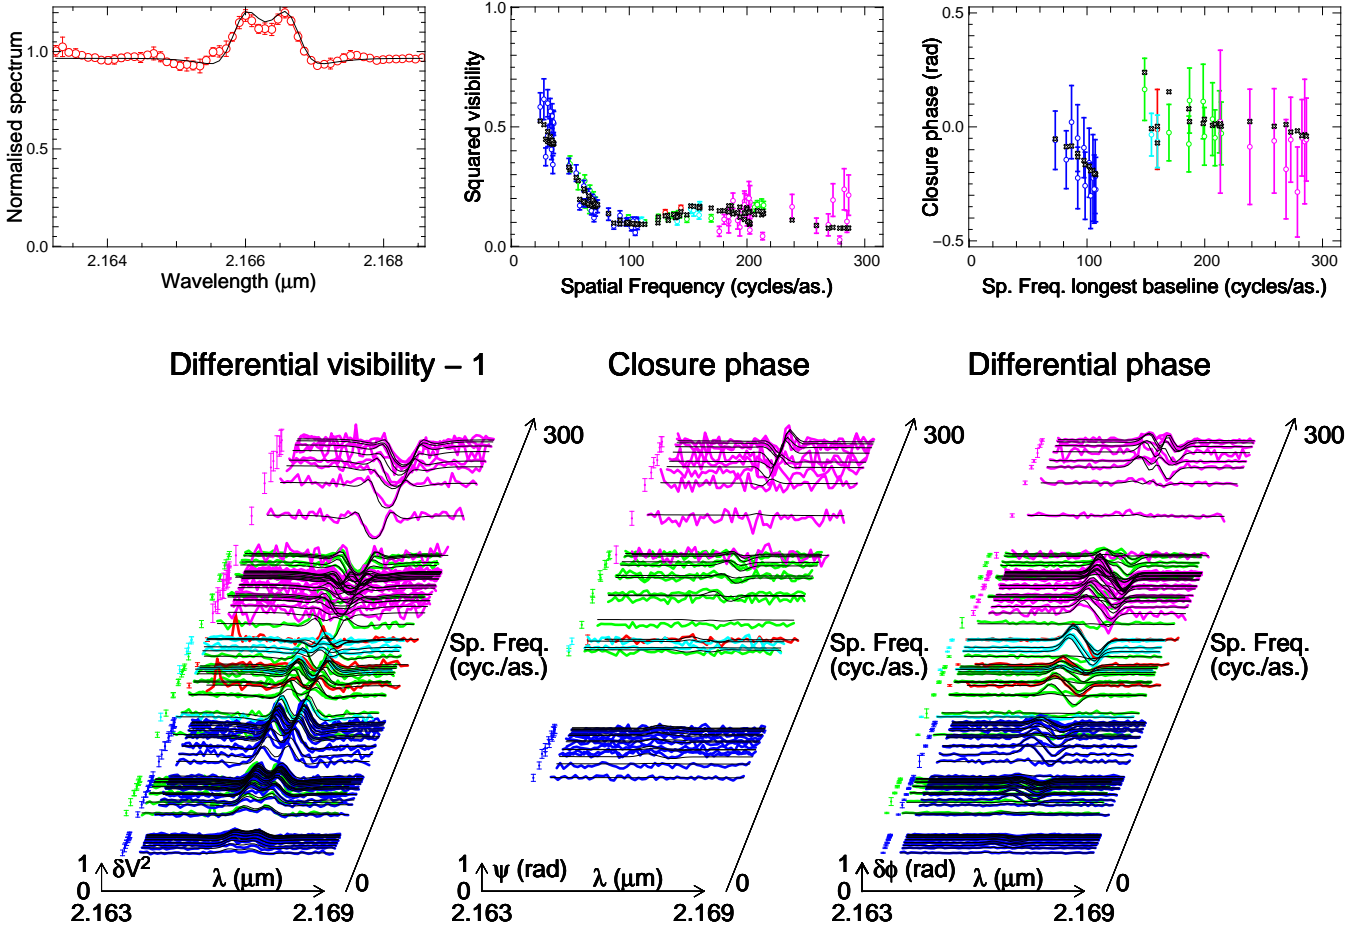 Normalised spectrum
1.0
0.5
0.0
2.164
2.166
2.168
Wavelength (μm)
Squared visibility
1.0
0.5
0.0
0
100
200
300
Spatial Frequency (cycles/as.)
Closure phase (rad)
0.5
0.0
−0.5
0
100
200
300
Sp. Freq. longest baseline (cycles/as.)
Differential visibility − 1
Closure phase
Differential phase
300
300
300
Sp. Freq.
(cyc./as.)
Sp. Freq.
(cyc./as.)
Sp. Freq.
(cyc./as.)
1
δV²
0
λ (μm)
0
2.163
2.169
1
ψ (rad)
0
λ (μm)
0
2.163
2.169
1
δϕ (rad)
0
λ (μm)
0
2.163
2.169